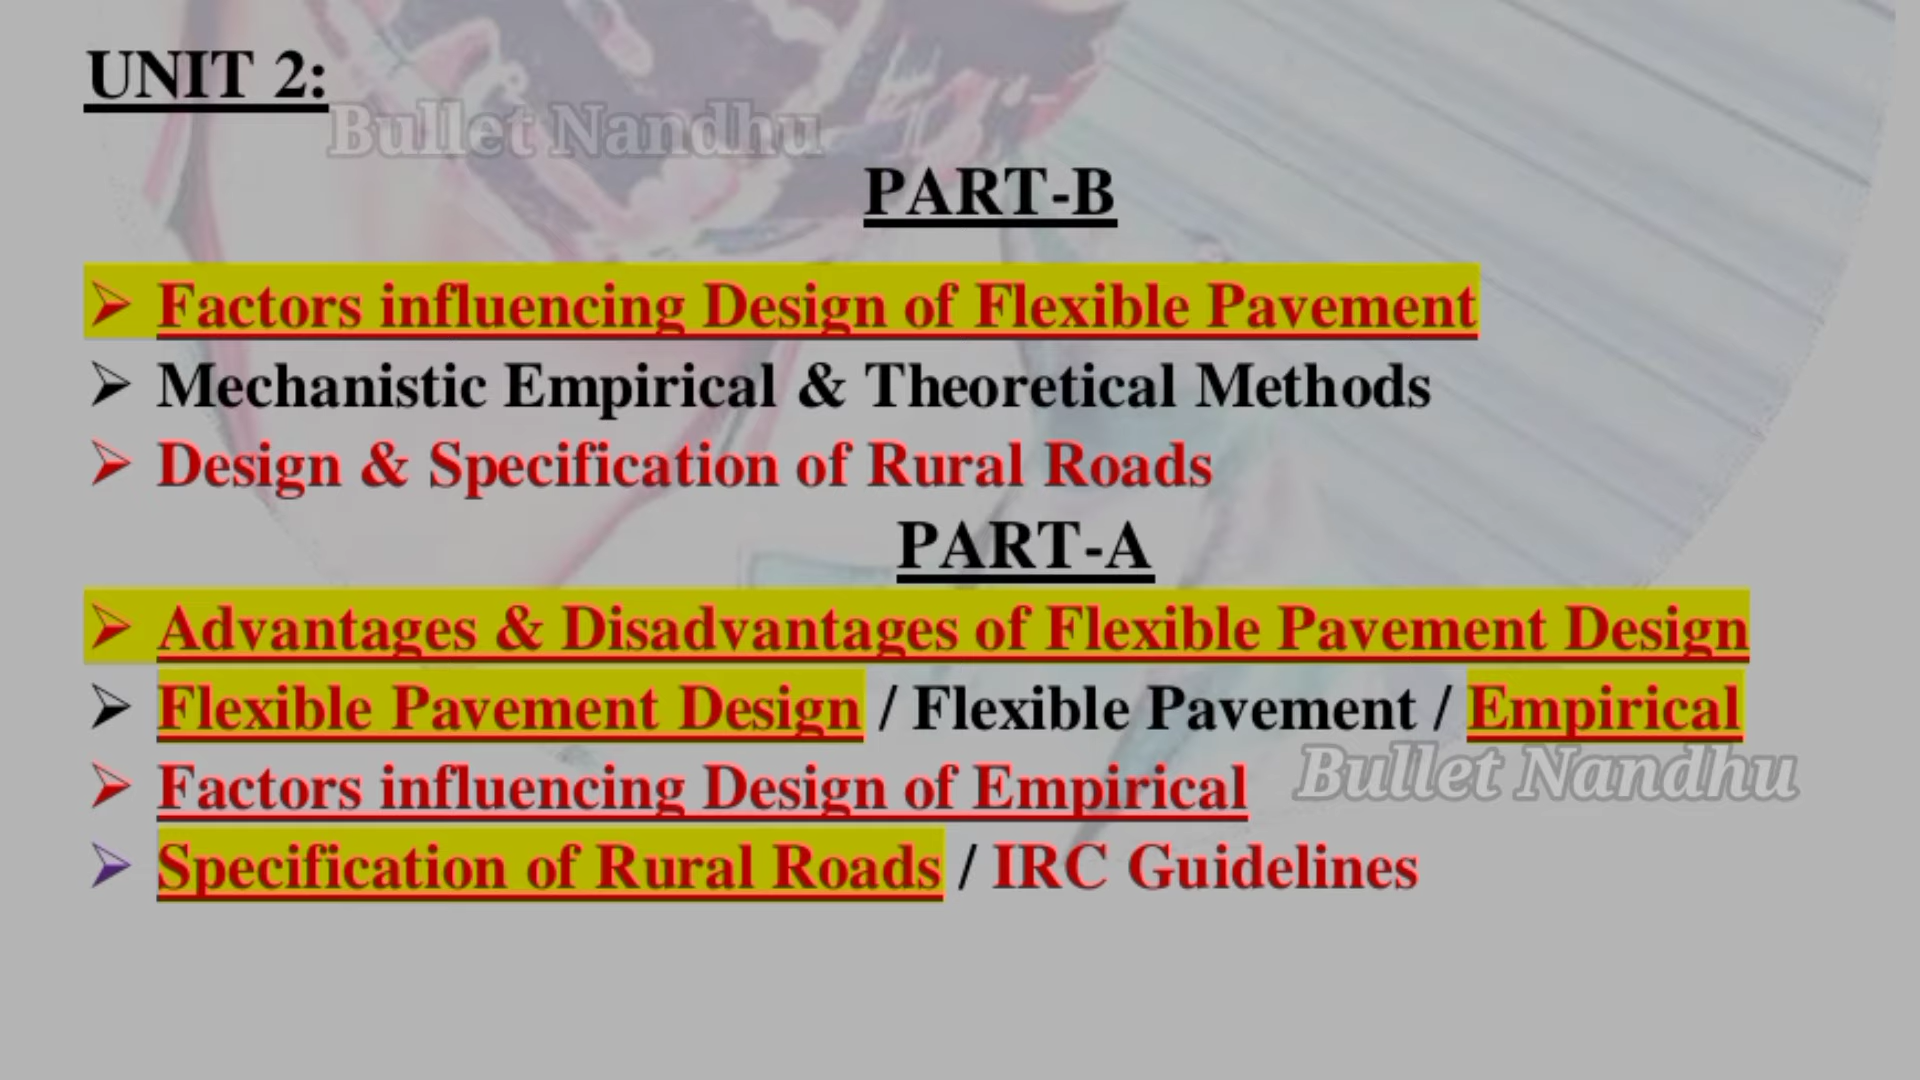 UNIT 2:
Bullet Nandhu
PART-B
➢ Factors influencing Design of Flexible Pavement
➢ Mechanistic Empirical & Theoretical Methods
➢ Design & Specification of Rural Roads
PART-A
➢ Advantages & Disadvantages of Flexible Pavement Design
➢ Flexible Pavement Design / Flexible Pavement / Empirical
➢ Factors influencing Design of Empirical
Bullet Nandhu
➢ Specification of Rural Roads / IRC Guidelines